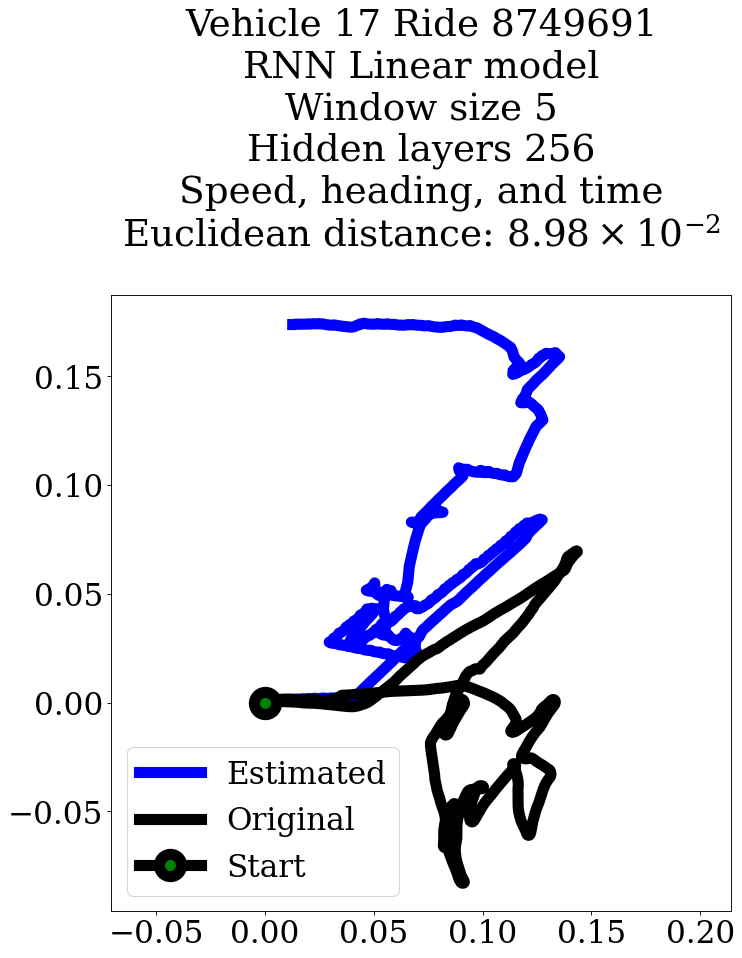 Vehicle 17 Ride 8749691
RNN Linear model
Window size 5
Hidden layers 256
Speed, heading, and time
Euclidean distance: 8.98 × 10⁻²
0.15
0.10
0.05
0.00
−0.05
Estimated
Original
Start
−0.05 0.00 0.05 0.10 0.15 0.20